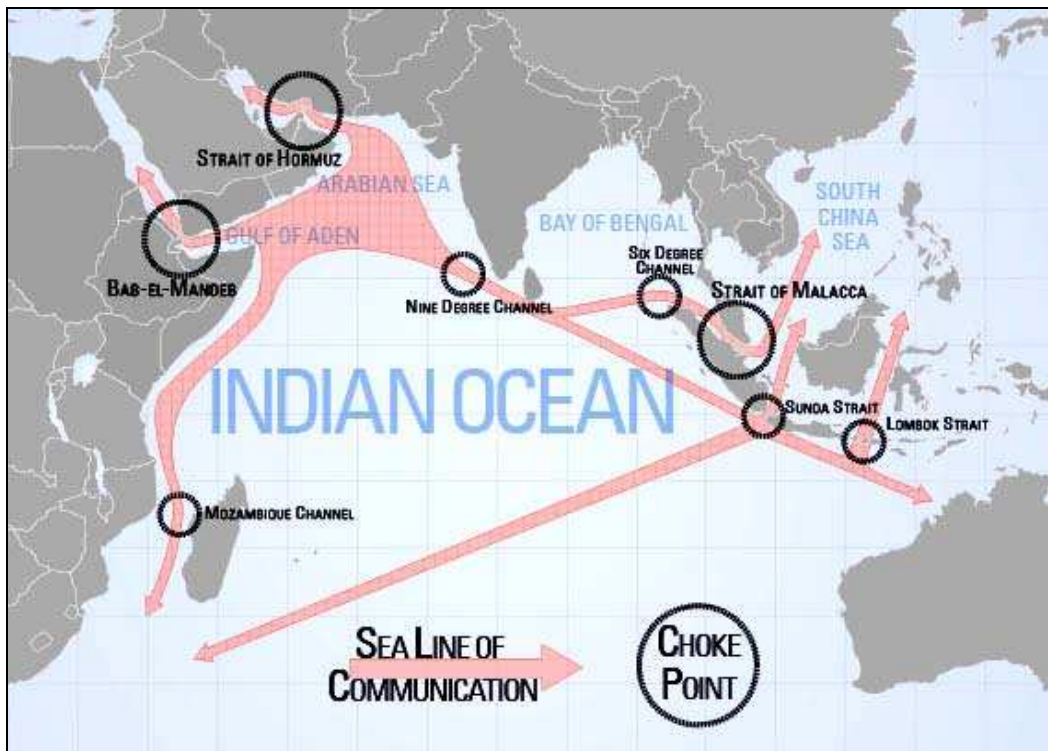 STRAIT OF HORMUZ
ARABIAN SEA
GULF OF ADEN
BAB-EL-MANDEB
BAY OF BENGAL
SOUTH
CHINA
SEA
SIX DEGREE
CHANNEL
NINE DEGREE CHANNEL
STRAIT OF MALACCA
INDIAN OCEAN
SUNDA STRAIT
LOMBOK STRAIT
MOZAMBIQUE CHANNEL
SEA LINE OF
COMMUNICATION
CHOKE
POINT